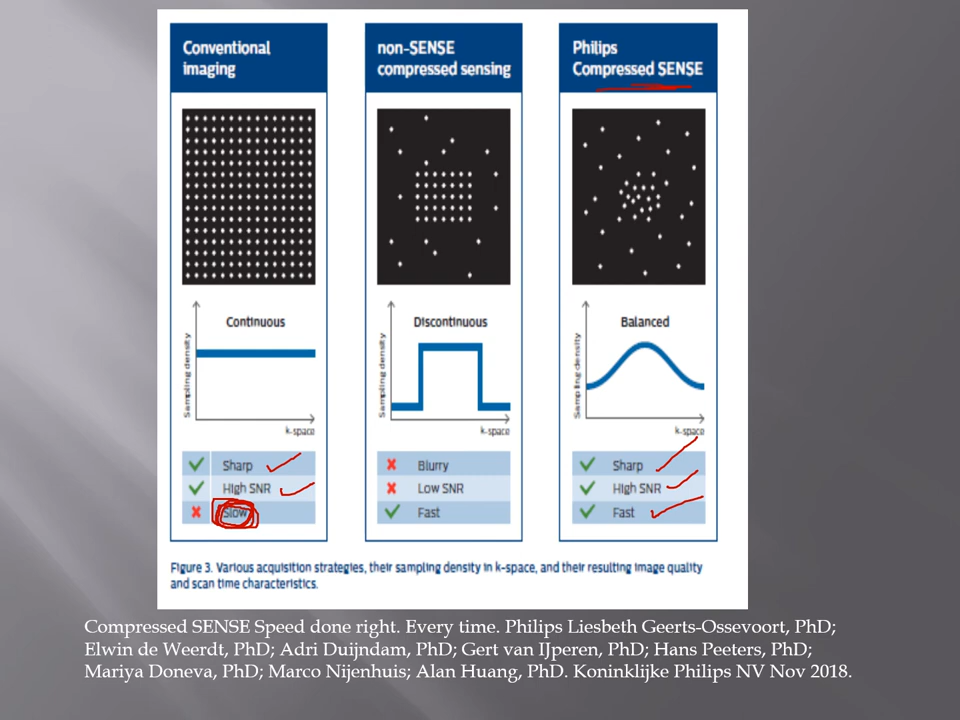 Conventional
imaging
non-SENSE
compressed sensing
Philips
Compressed SENSE
Continuous
Sampling density
k-space
Discontinuous
Sampling density
k-space
Balanced
Sampling density
k-space
Sharp
High SNR
Slow
Blurry
Low SNR
Fast
Sharp
High SNR
Fast
Figure 3. Various acquisition strategies, their sampling density in k-space, and their resulting image quality
and scan time characteristics.
Compressed SENSE Speed done right. Every time. Philips Liesbeth Geerts-Ossevoort, PhD;
Elwin de Weerdt, PhD; Adri Duijndam, PhD; Gert van IJperen, PhD; Hans Peeters, PhD;
Mariya Doneva, PhD; Marco Nijenhuis; Alan Huang, PhD. Koninklijke Philips NV Nov 2018.